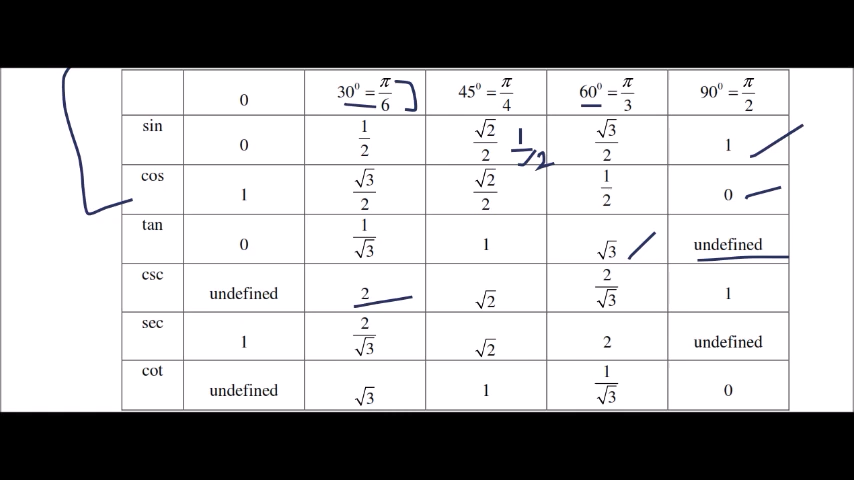 0 30⁰ = π/6 45⁰ = π/4 60⁰ = π/3 90⁰ = π/2
sin 0 1/2 √2/2 1/√2 √3/2 1
cos 1 √3/2 √2/2 1/2 0
tan 0 1/√3 1 √3 undefined
csc undefined 2 √2 2/√3 1
sec 1 2/√3 √2 2 undefined
cot undefined √3 1 1/√3 0